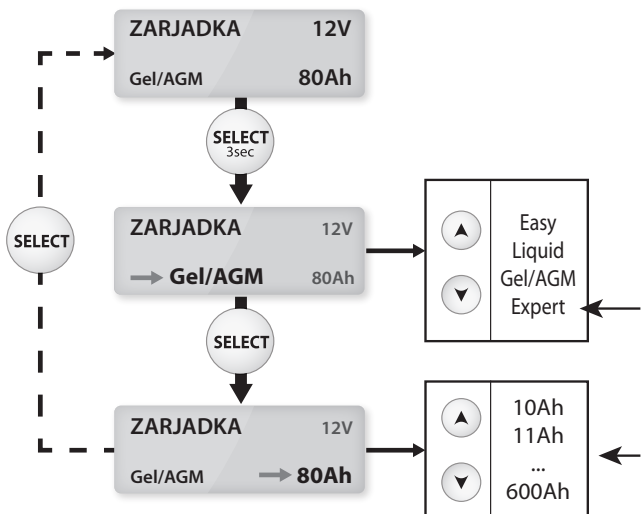 ZARJADKA 12V
Gel/AGM 80Ah
SELECT
3sec
SELECT
ZARJADKA 12V
Gel/AGM 80Ah
Easy
Liquid
Gel/AGM
Expert
SELECT
ZARJADKA 12V
Gel/AGM 80Ah
10Ah
11Ah
...
600Ah